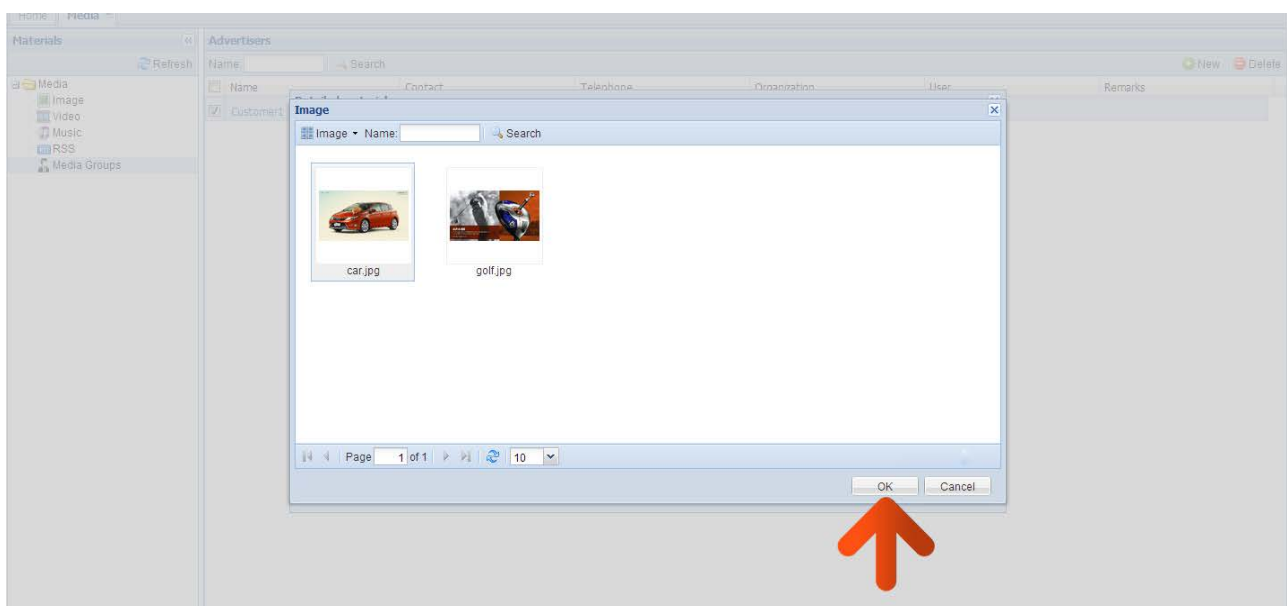 Home Media
Materials Advertisers
Refresh Name: Search New Delete
Media
Image
Video
Music
RSS
Media Groups
Name Contact Telephone Organization User Remarks
Customer1
Image
Image Name: Search
car.jpg golf.jpg
Page 1 of 1 10
OK Cancel